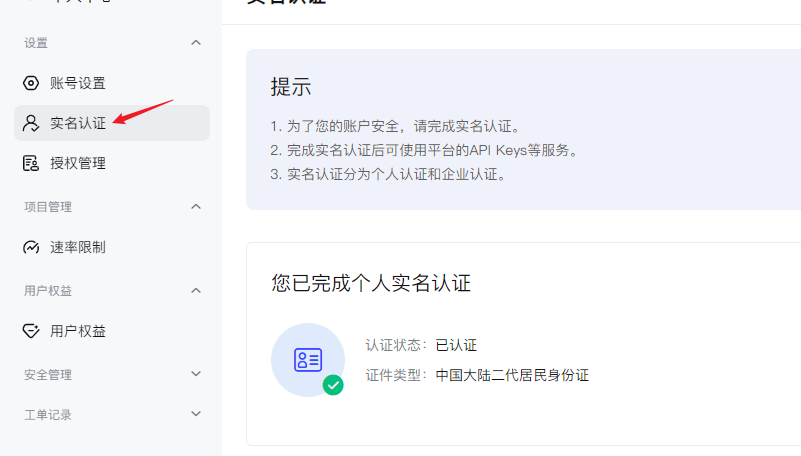 设置
账号设置
实名认证
授权管理
项目管理
速率限制
用户权益
用户权益
安全管理
工单记录
实名认证
提示
1. 为了您的账户安全，请完成实名认证。
2. 完成实名认证后可使用平台的API Keys等服务。
3. 实名认证分为个人认证和企业认证。
您已完成个人实名认证
认证状态： 已认证
证件类型： 中国大陆二代居民身份证